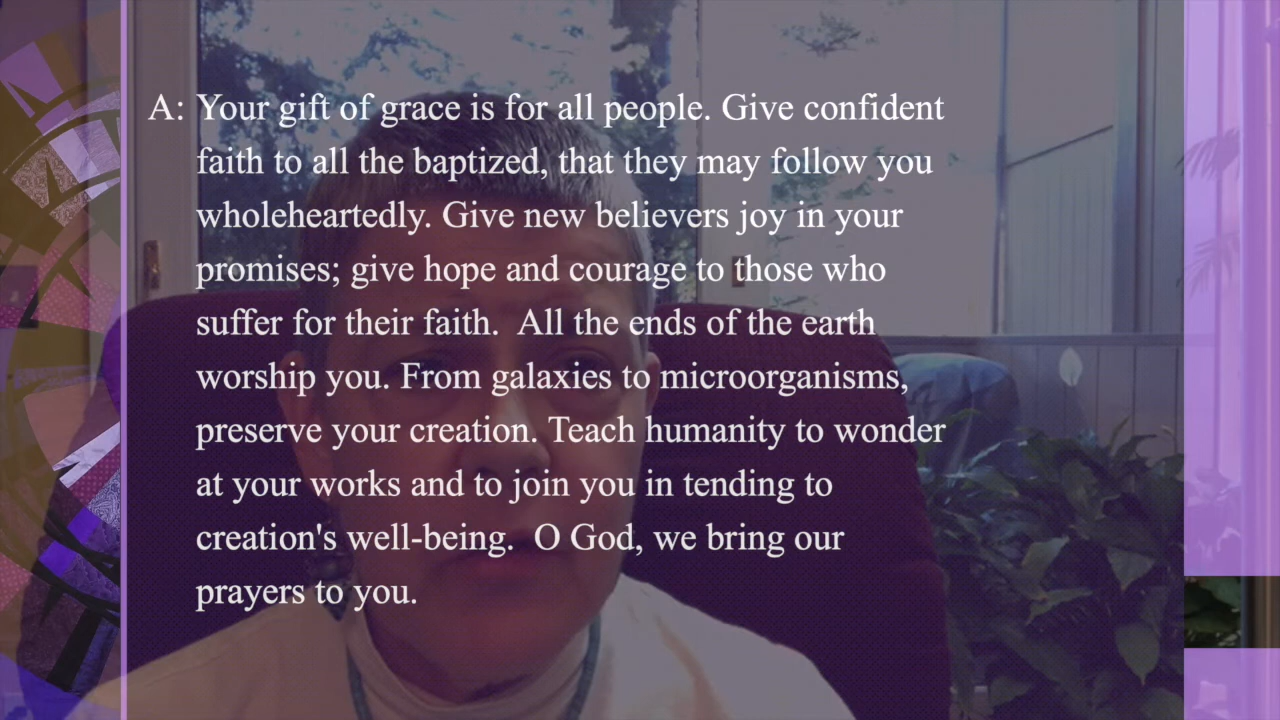 A: Your gift of grace is for all people. Give confident
faith to all the baptized, that they may follow you
wholeheartedly. Give new believers joy in your
promises; give hope and courage to those who
suffer for their faith.  All the ends of the earth
worship you. From galaxies to microorganisms,
preserve your creation. Teach humanity to wonder
at your works and to join you in tending to
creation's well-being.  O God, we bring our
prayers to you.